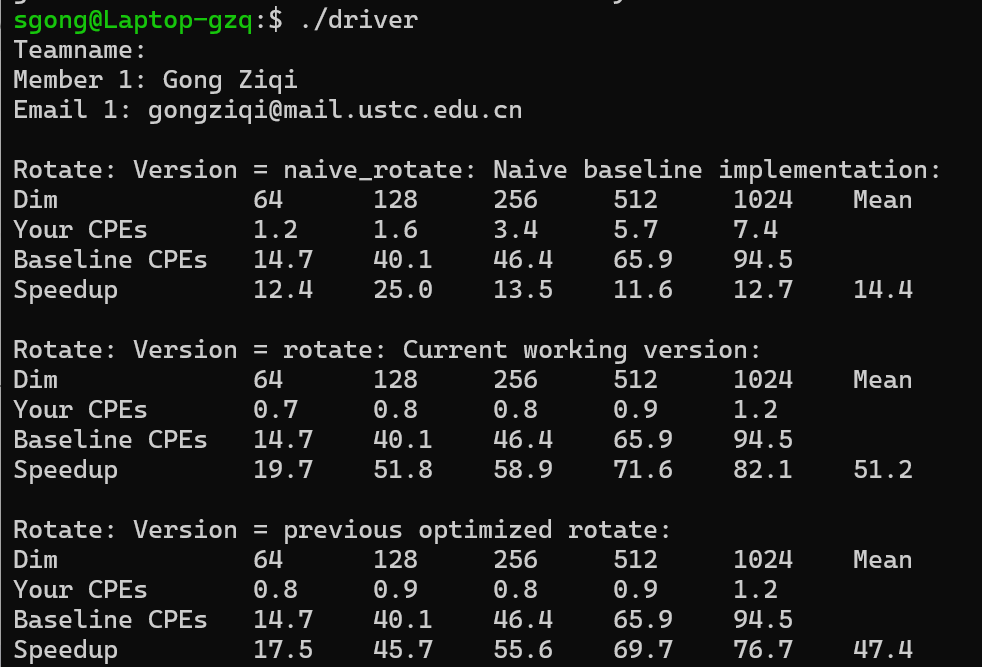 sgong@Laptop-gzq:$ ./driver
Teamname:
Member 1: Gong Ziqi
Email 1: gongziqi@mail.ustc.edu.cn
Rotate: Version = naive_rotate: Naive baseline implementation:
Dim 64 128 256 512 1024 Mean
Your CPEs 1.2 1.6 3.4 5.7 7.4
Baseline CPEs 14.7 40.1 46.4 65.9 94.5
Speedup 12.4 25.0 13.5 11.6 12.7 14.4
Rotate: Version = rotate: Current working version:
Dim 64 128 256 512 1024 Mean
Your CPEs 0.7 0.8 0.8 0.9 1.2
Baseline CPEs 14.7 40.1 46.4 65.9 94.5
Speedup 19.7 51.8 58.9 71.6 82.1 51.2
Rotate: Version = previous optimized rotate:
Dim 64 128 256 512 1024 Mean
Your CPEs 0.8 0.9 0.8 0.9 1.2
Baseline CPEs 14.7 40.1 46.4 65.9 94.5
Speedup 17.5 45.7 55.6 69.7 76.7 47.4